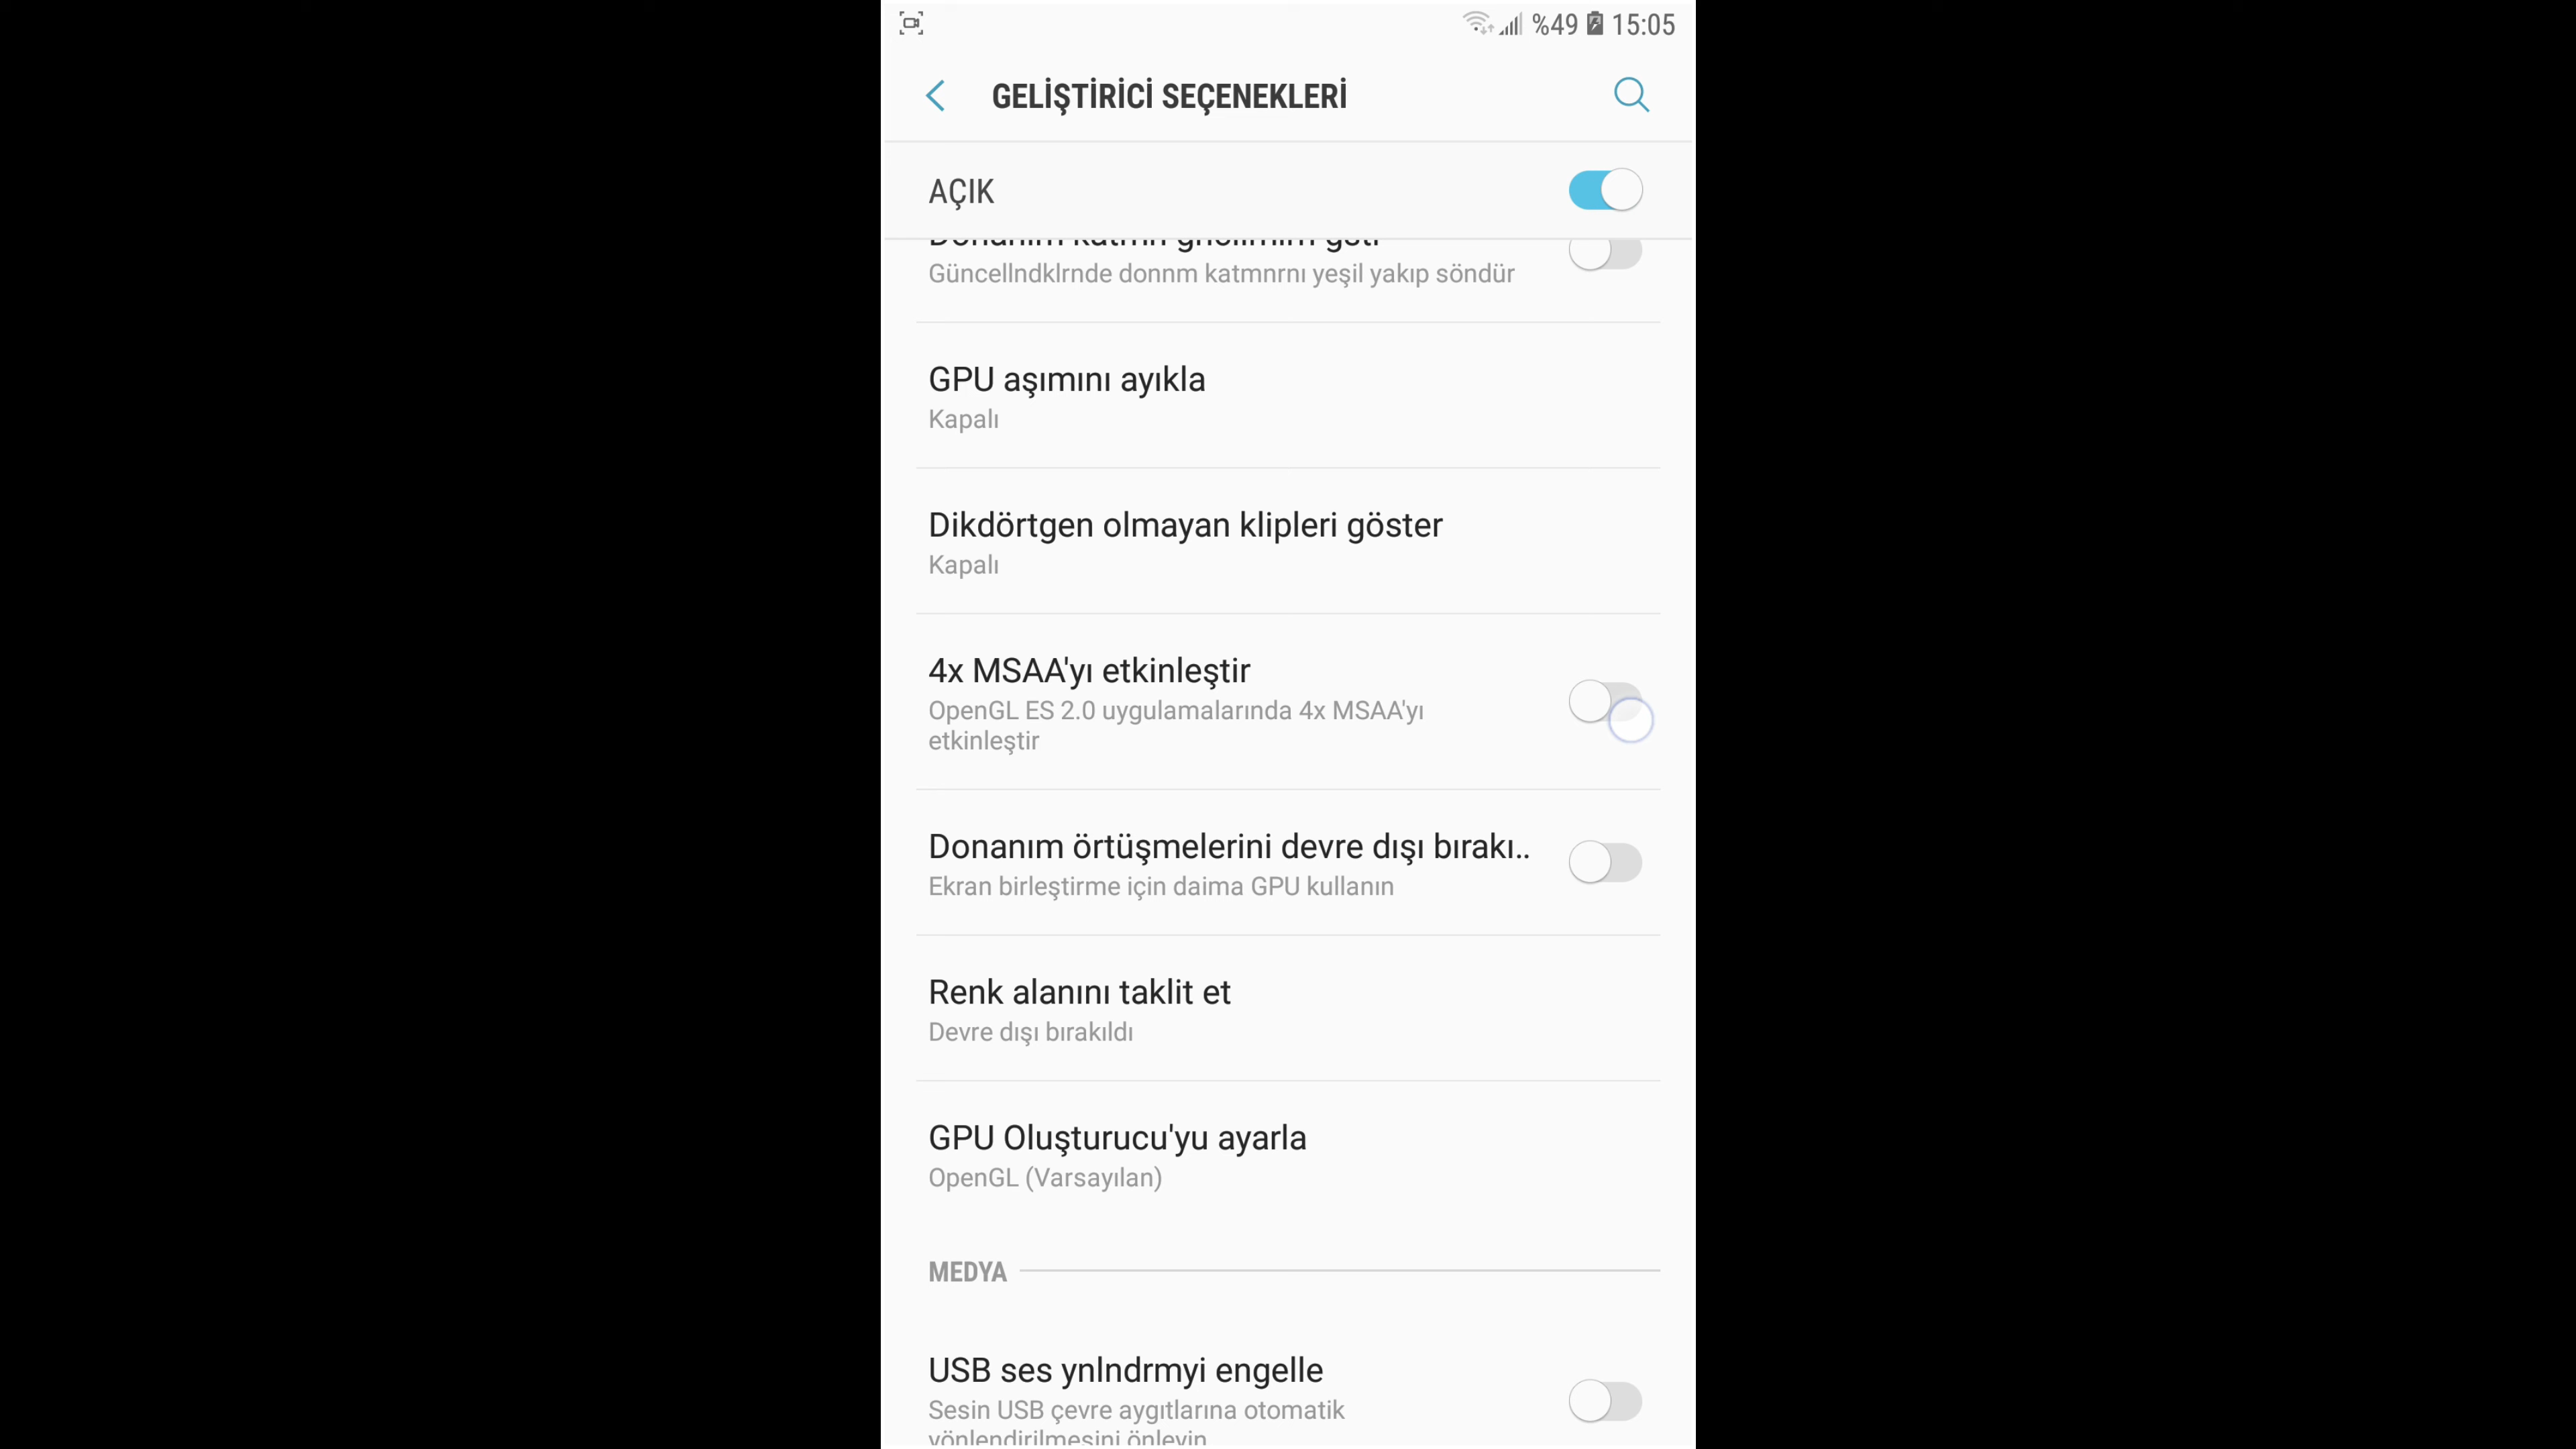 %49 15:05
GELİŞTİRİCİ SEÇENEKLERİ
AÇIK
Güncellndklrnde donnm katmnrnı yeşil yakıp söndür
GPU aşımını ayıkla
Kapalı
Dikdörtgen olmayan klipleri göster
Kapalı
4x MSAA'yı etkinleştir
OpenGL ES 2.0 uygulamalarında 4x MSAA'yı
etkinleştir
Donanım örtüşmelerini devre dışı bırakı..
Ekran birleştirme için daima GPU kullanın
Renk alanını taklit et
Devre dışı bırakıldı
GPU Oluşturucu'yu ayarla
OpenGL (Varsayılan)
MEDYA
USB ses ynlndrmyi engelle
Sesin USB çevre aygıtlarına otomatik
yönlendirilmesini önleyin